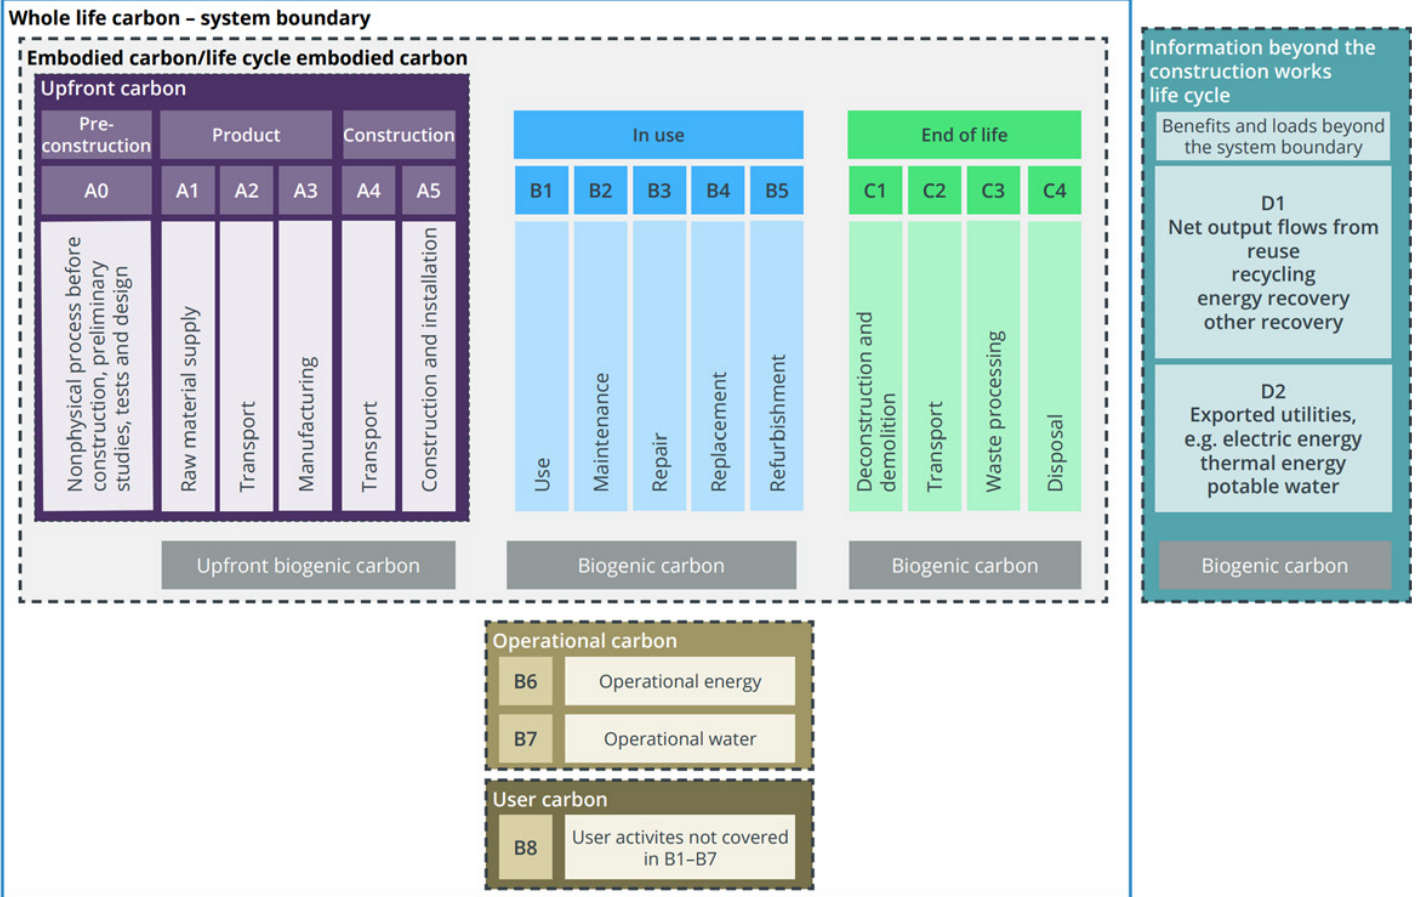 Whole life carbon – system boundary
Embodied carbon/life cycle embodied carbon
Upfront carbon
Pre-
construction
Product
Construction
A0
A1
A2
A3
A4
A5
Nonphysical process before
construction, preliminary
studies, tests and design
Raw material supply
Transport
Manufacturing
Transport
Construction and installation
Upfront biogenic carbon
In use
B1
B2
B3
B4
B5
Use
Maintenance
Repair
Replacement
Refurbishment
Biogenic carbon
End of life
C1
C2
C3
C4
Deconstruction and
demolition
Transport
Waste processing
Disposal
Biogenic carbon
Operational carbon
B6
Operational energy
B7
Operational water
User carbon
B8
User activites not covered
in B1–B7
Information beyond the
construction works
life cycle
Benefits and loads beyond
the system boundary
D1
Net output flows from
reuse
recycling
energy recovery
other recovery
D2
Exported utilities,
e.g. electric energy
thermal energy
potable water
Biogenic carbon